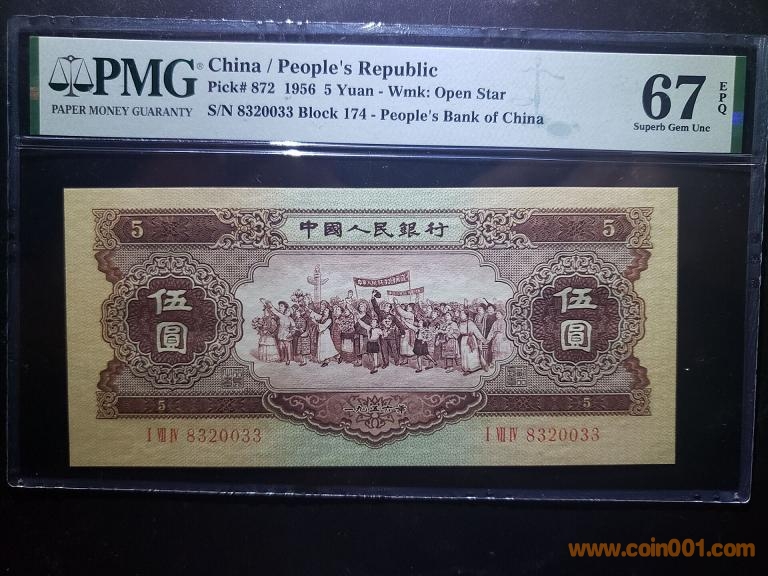 PMG®
PAPER MONEY GUARANTY
China / People's Republic
Pick# 872 1956 5 Yuan - Wmk: Open Star
S/N 8320033 Block 174 - People's Bank of China
67 EPQ
Superb Gem Unc
5 中國人民銀行 5
伍圓 伍圓
5 一九五六年 5
I VII IV 8320033 I VII IV 8320033
www.coin001.com